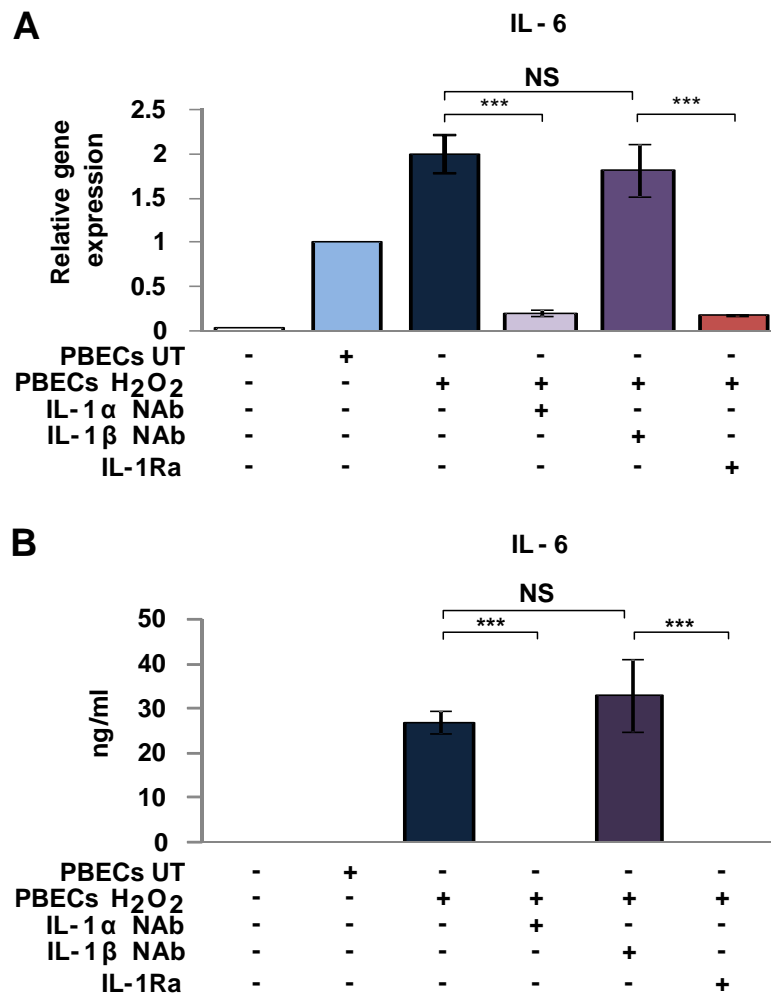 A
IL - 6
NS
*** ***
Relative gene
expression
2.5
2
1.5
1
0.5
0
PBECs UT - + - - - -
PBECs H₂O₂ - - + + + +
IL-1α NAb - - - + - -
IL-1β NAb - - - - + -
IL-1Ra - - - - - +
B
IL - 6
NS
*** ***
ng/ml
50
40
30
20
10
0
PBECs UT - + - - - -
PBECs H₂O₂ - - + + + +
IL-1α NAb - - - + - -
IL-1β NAb - - - - + -
IL-1Ra - - - - - +